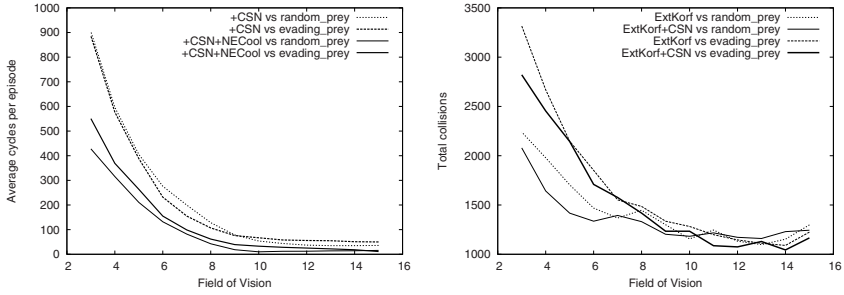 1000
900
800
700
600
500
400
300
200
100
0
2 4 6 8 10 12 14 16
Average cycles per episode
Field of Vision
+CSN vs random_prey
+CSN vs evading_prey
+CSN+NECool vs random_prey
+CSN+NECool vs evading_prey
3500
3000
2500
2000
1500
1000
2 4 6 8 10 12 14 16
Total collisions
Field of Vision
ExtKorf vs random_prey
ExtKorf+CSN vs random_prey
ExtKorf vs evading_prey
ExtKorf+CSN vs evading_prey